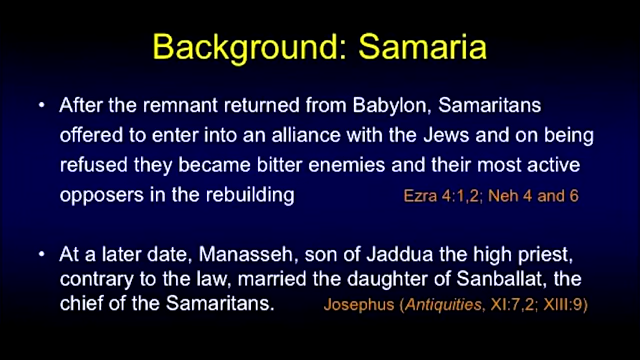 Background: Samaria
• After the remnant returned from Babylon, Samaritans
offered to enter into an alliance with the Jews and on being
refused they became bitter enemies and their most active
opposers in the rebuilding Ezra 4:1,2; Neh 4 and 6
• At a later date, Manasseh, son of Jaddua the high priest,
contrary to the law, married the daughter of Sanballat, the
chief of the Samaritans. Josephus (Antiquities, XI:7,2; XIII:9)